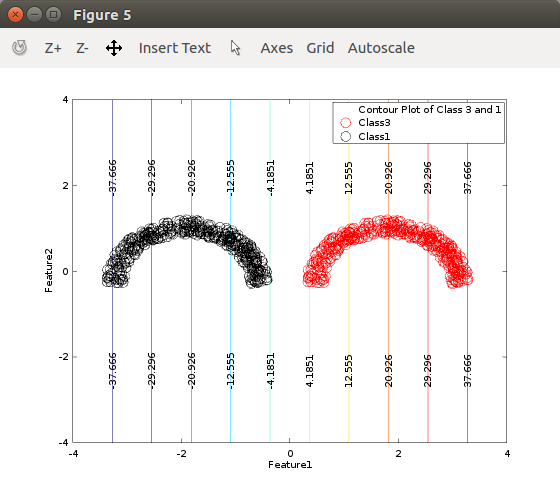 Figure 5
Z+ Z- Insert Text Axes Grid Autoscale
Contour Plot of Class 3 and 1
Class3
Class1
4
2
0
-2
-4
Feature2
-37.666 -29.296 -20.926 -12.555 -4.1851 4.1851 12.555 20.926 29.296 37.666
-37.666 -29.296 -20.926 -12.555 -4.1851 4.1851 12.555 20.926 29.296 37.666
-4 -2 0 2 4
Feature1